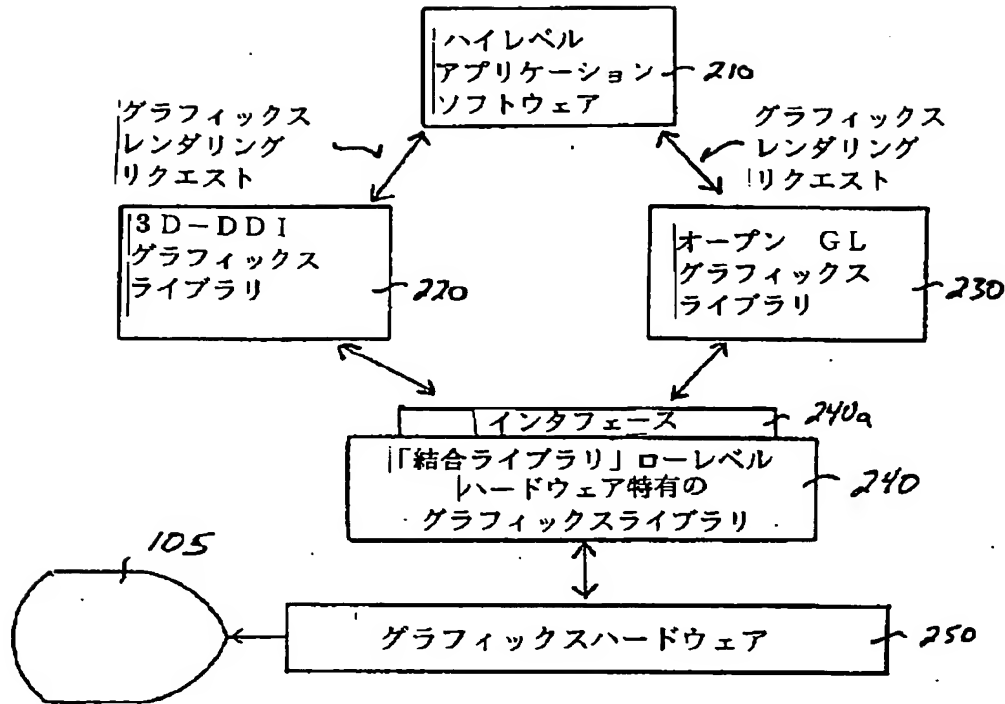 ハイレベル
アプリケーション
ソフトウェア
210
グラフィックス
レンダリング
リクエスト
グラフィックス
レンダリング
リクエスト
3D-DDI
グラフィックス
ライブラリ
220
オープン GL
グラフィックス
ライブラリ
230
インタフェース
240a
「結合ライブラリ」ローレベル
ハードウェア特有の
グラフィックスライブラリ
240
105
グラフィックスハードウェア
250